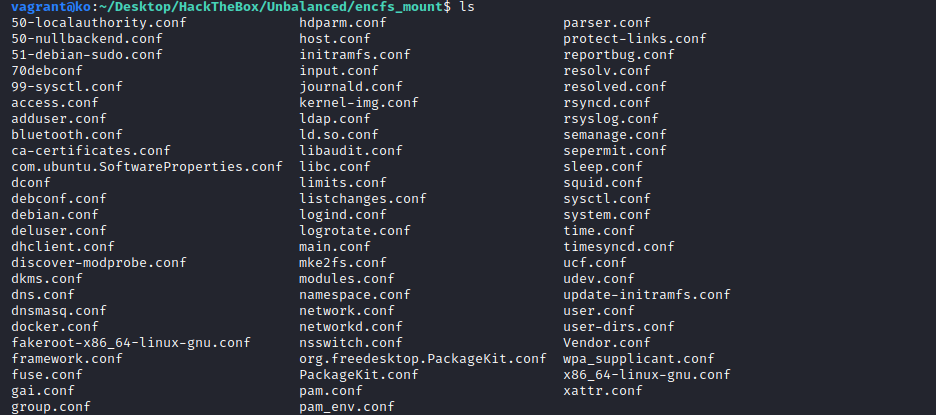 vagrant@ko:~/Desktop/HackTheBox/Unbalanced/encfs_mount$ ls
50-localauthority.conf hdparm.conf parser.conf
50-nullbackend.conf host.conf protect-links.conf
51-debian-sudo.conf initramfs.conf reportbug.conf
70debconf input.conf resolv.conf
99-sysctl.conf journald.conf resolved.conf
access.conf kernel-img.conf rsyncd.conf
adduser.conf ldap.conf rsyslog.conf
bluetooth.conf ld.so.conf semanage.conf
ca-certificates.conf libaudit.conf sepermit.conf
com.ubuntu.SoftwareProperties.conf libc.conf sleep.conf
dconf limits.conf squid.conf
debconf.conf listchanges.conf sysctl.conf
debian.conf logind.conf system.conf
deluser.conf logrotate.conf time.conf
dhclient.conf main.conf timesyncd.conf
discover-modprobe.conf mke2fs.conf ucf.conf
dkms.conf modules.conf udev.conf
dns.conf namespace.conf update-initramfs.conf
dnsmasq.conf network.conf user.conf
docker.conf networkd.conf user-dirs.conf
fakeroot-x86_64-linux-gnu.conf nsswitch.conf Vendor.conf
framework.conf org.freedesktop.PackageKit.conf wpa_supplicant.conf
fuse.conf PackageKit.conf x86_64-linux-gnu.conf
gai.conf pam.conf xattr.conf
group.conf pam_env.conf